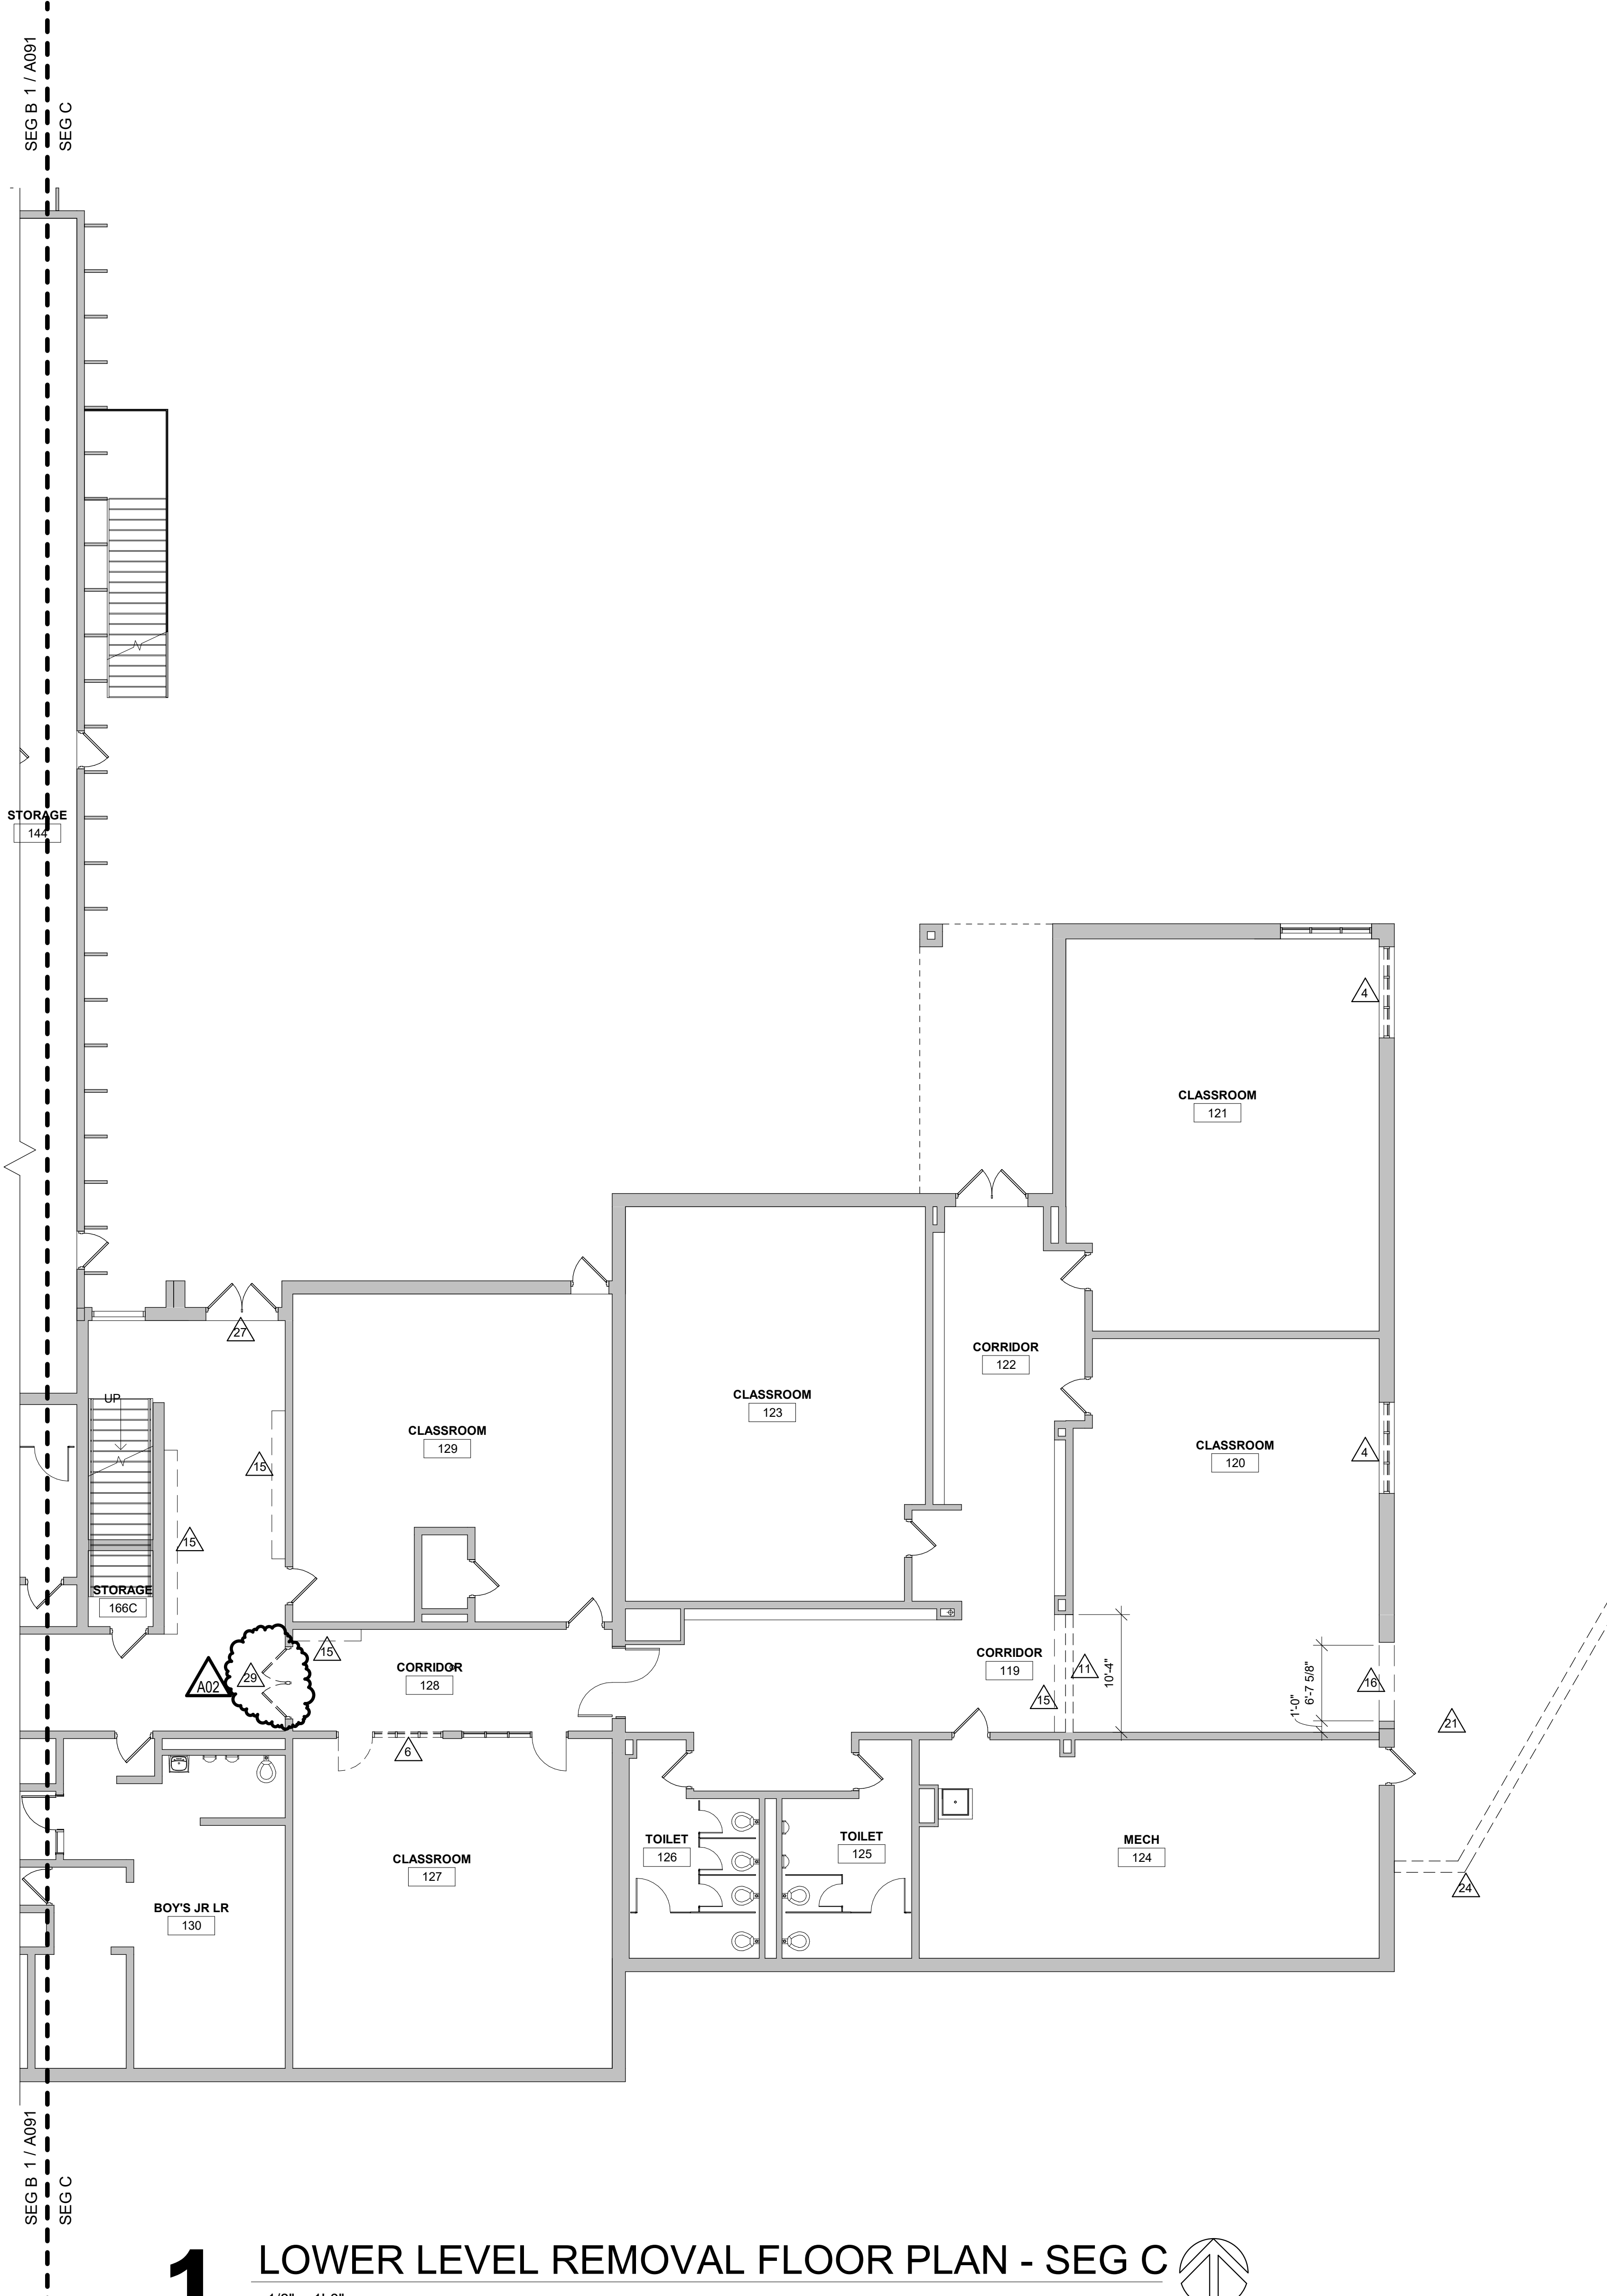 SEG B 1 / A091
SEG C
STORAGE
144
4
CLASSROOM
121
27
CORRIDOR
122
UP
CLASSROOM
123
CLASSROOM
129
4
CLASSROOM
120
15
15
STORAGE
166C
15
A02
29
CORRIDOR
128
CORRIDOR
119
11
10'-4"
15
1'-0"
6'-7 5/8"
16
21
6
TOILET
126
TOILET
125
MECH
124
CLASSROOM
127
24
BOY'S JR LR
130
SEG B 1 / A091
SEG C
1
LOWER LEVEL REMOVAL FLOOR PLAN - SEG C